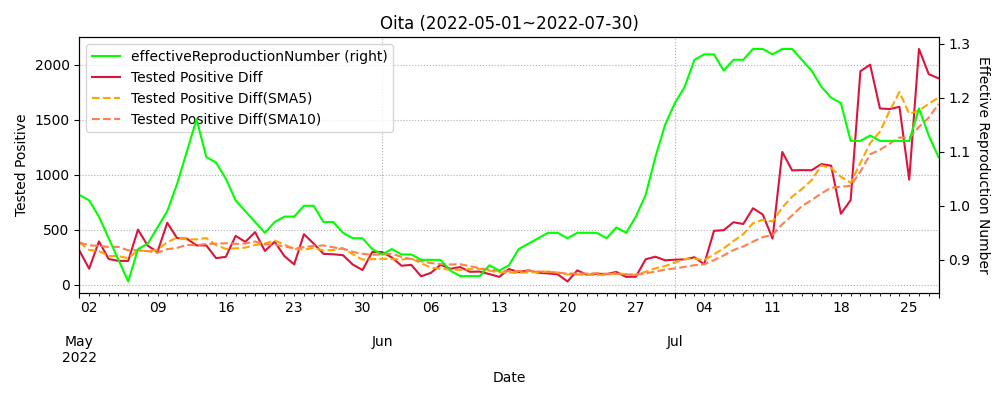 Oita (2022-05-01~2022-07-30)
effectiveReproductionNumber (right)
Tested Positive Diff
Tested Positive Diff(SMA5)
Tested Positive Diff(SMA10)
Tested Positive
2000
1500
1000
500
0
1.3
1.2
1.1
1.0
0.9
Effective Reproduction Number
02 09 16 23 30 06 13 20 27 04 11 18 25
May Jun Jul
2022
Date